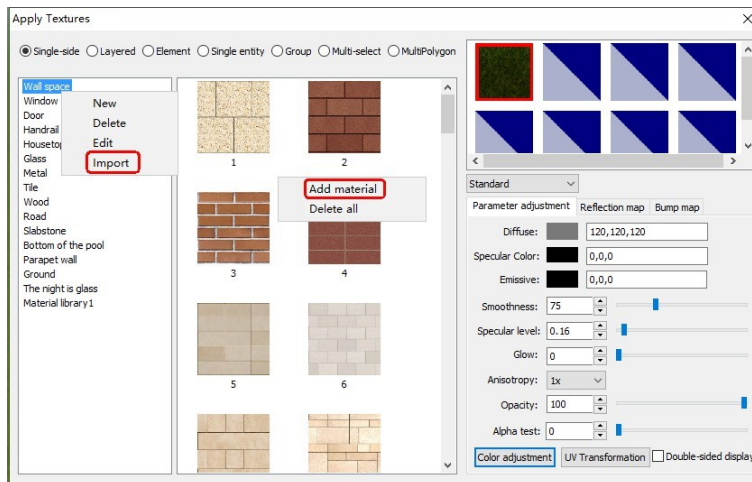 Apply Textures
Single-side Layered Element Single entity Group Multi-select MultiPolygon
Wall space
Window
Door
Handrail
Glass
Metal
Tile
Wood
Road
Slabstone
Bottom of the pool
Parapet wall
Ground
The night is glass
Material library1
New
Delete
Edit
Import
1 2
Add material
Delete all
3 4
5 6
Standard
Parameter adjustment Reflection map Bump map
Diffuse: 120,120,120
Specular Color: 0,0,0
Emissive: 0,0,0
Smoothness: 75
Specular level: 0.16
Glow: 0
Anisotropy: 1x
Opacity: 100
Alpha test: 0
Color adjustment UV Transformation Double-sided display